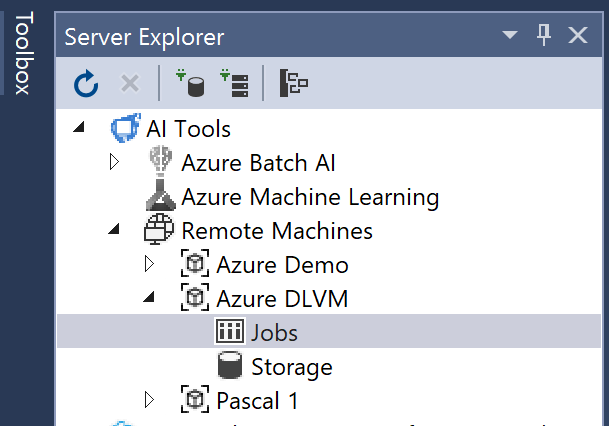 Toolbox
Server Explorer
AI Tools
Azure Batch AI
Azure Machine Learning
Remote Machines
Azure Demo
Azure DLVM
Jobs
Storage
Pascal 1